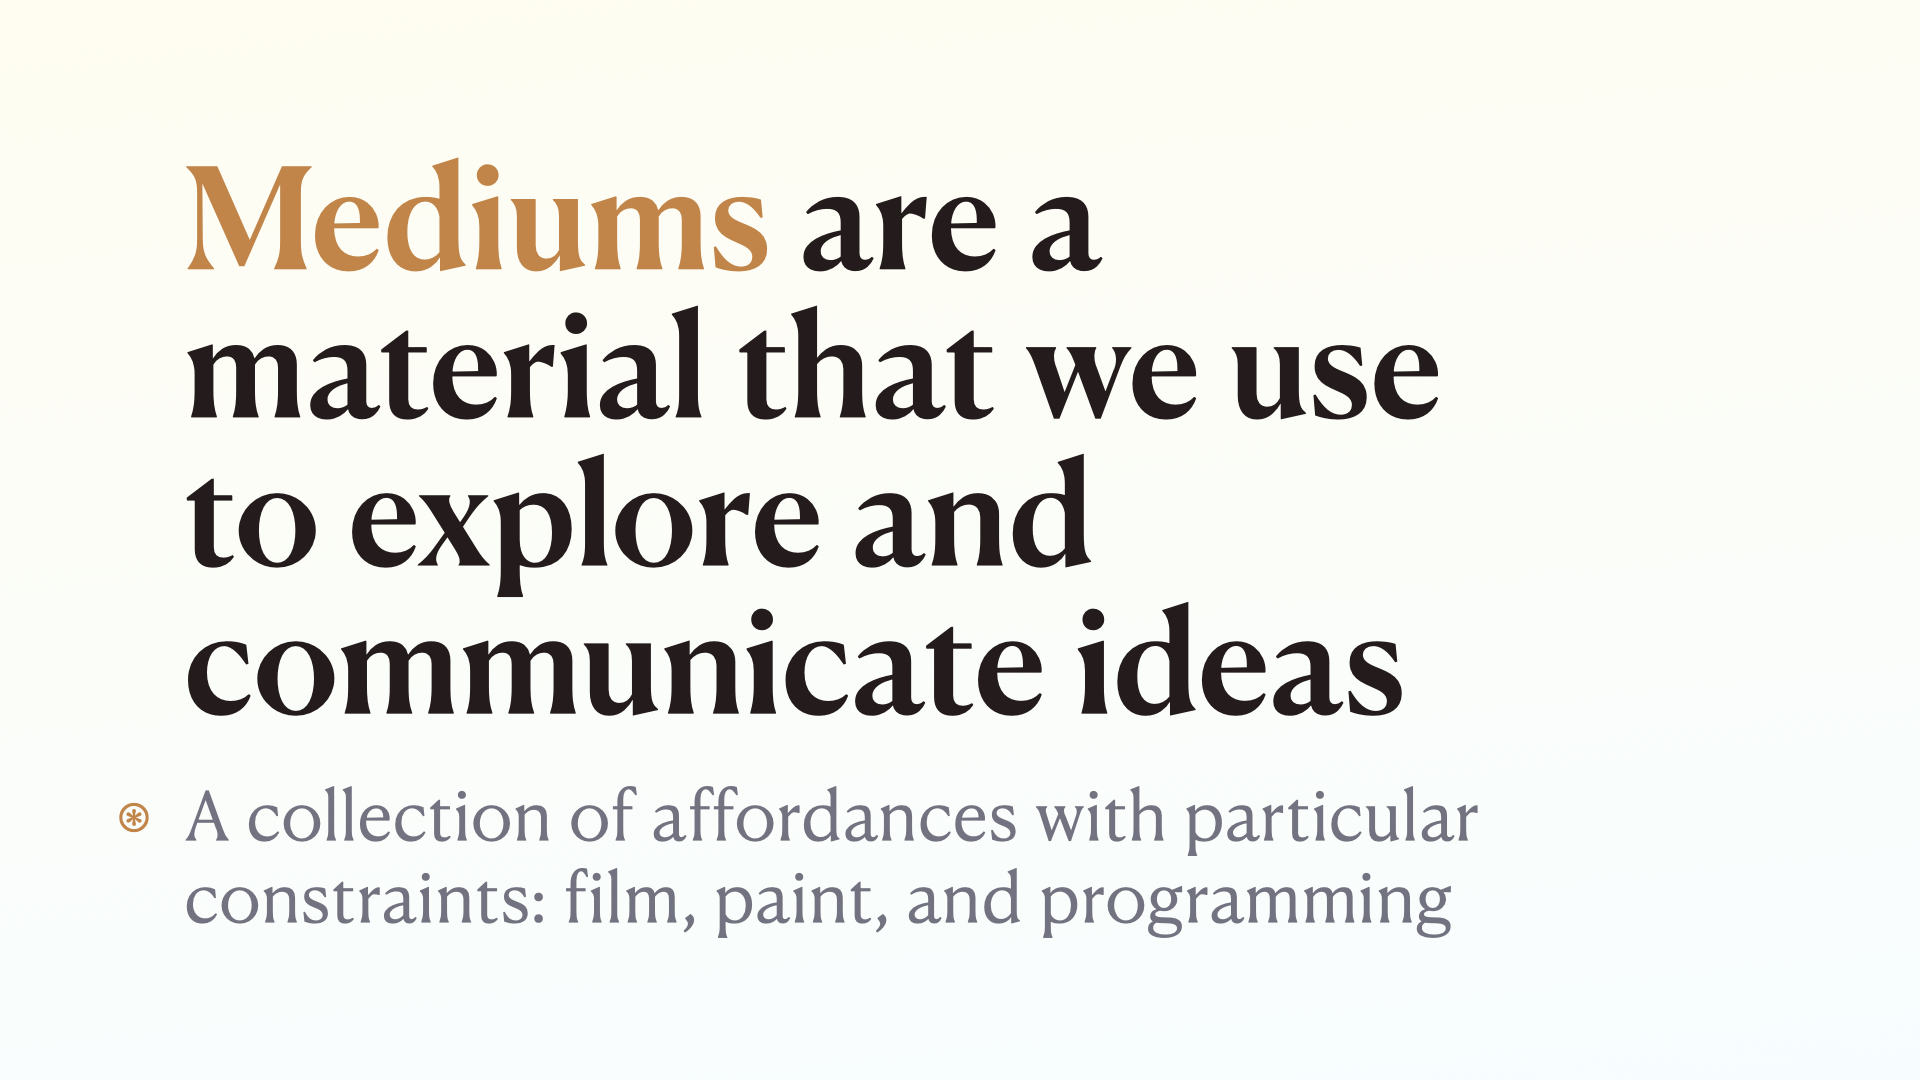 Mediums are a
material that we use
to explore and
communicate ideas
⊛ A collection of affordances with particular
constraints: film, paint, and programming